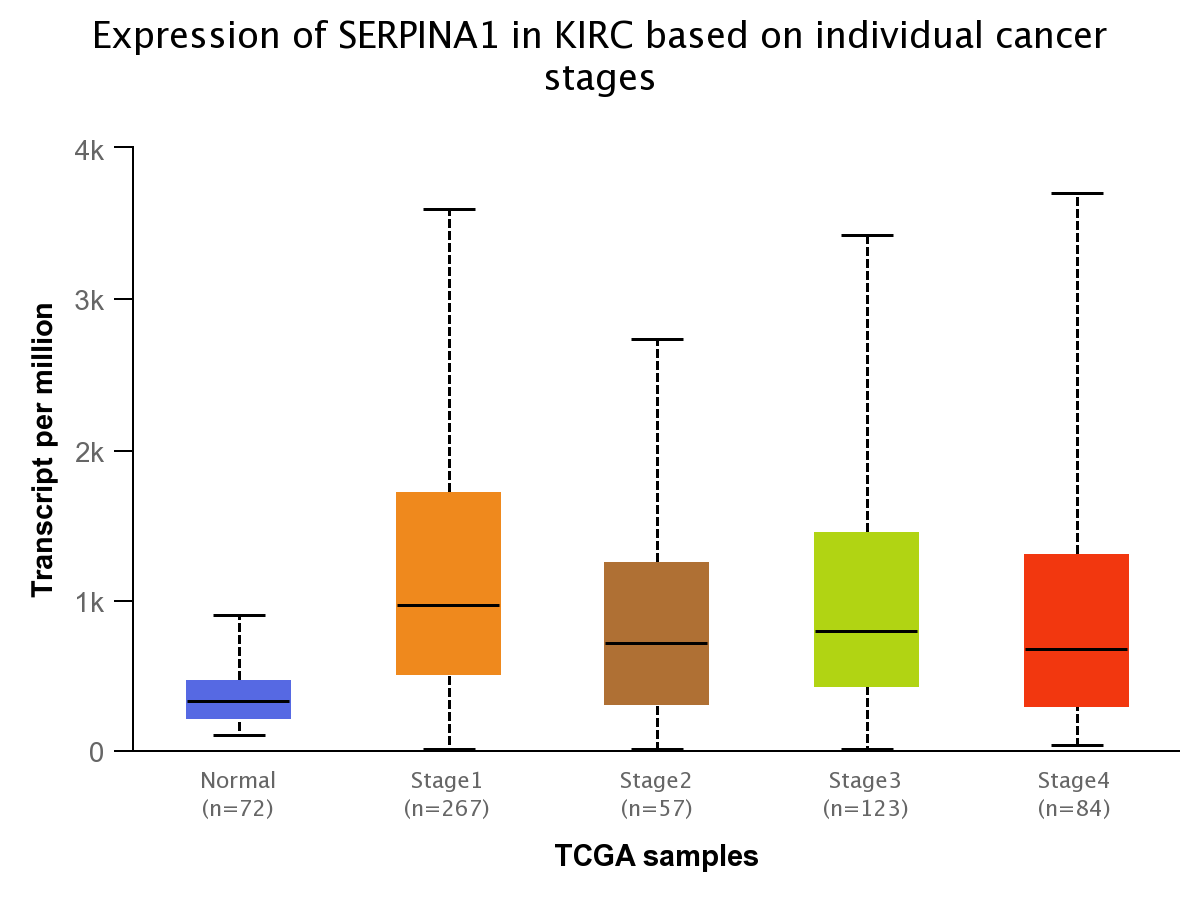 Expression of SERPINA1 in KIRC based on individual cancer
stages
4k
3k
2k
1k
0
Transcript per million
Normal
(n=72)
Stage1
(n=267)
Stage2
(n=57)
Stage3
(n=123)
Stage4
(n=84)
TCGA samples